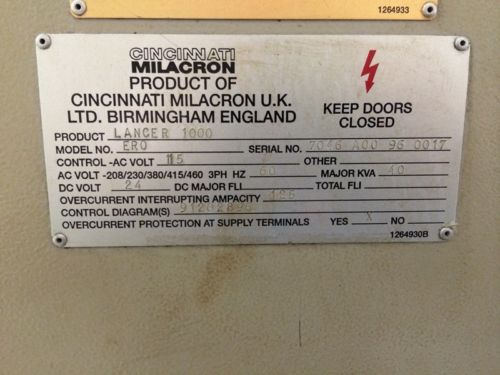 1264933
CINCINNATI
MILACRON
PRODUCT OF
CINCINNATI MILACRON U.K.
LTD. BIRMINGHAM ENGLAND
KEEP DOORS
CLOSED
PRODUCT LANCER 1000
MODEL NO. ERO SERIAL NO. 7046 A00 96 0017
CONTROL -AC VOLT 115 OTHER
AC VOLT -208/230/380/415/460 3PH HZ 60 MAJOR KVA 40
DC VOLT 24 DC MAJOR FLI TOTAL FLI
OVERCURRENT INTERRUPTING AMPACITY 125
CONTROL DIAGRAM(S)
OVERCURRENT PROTECTION AT SUPPLY TERMINALS YES X NO
1264930B